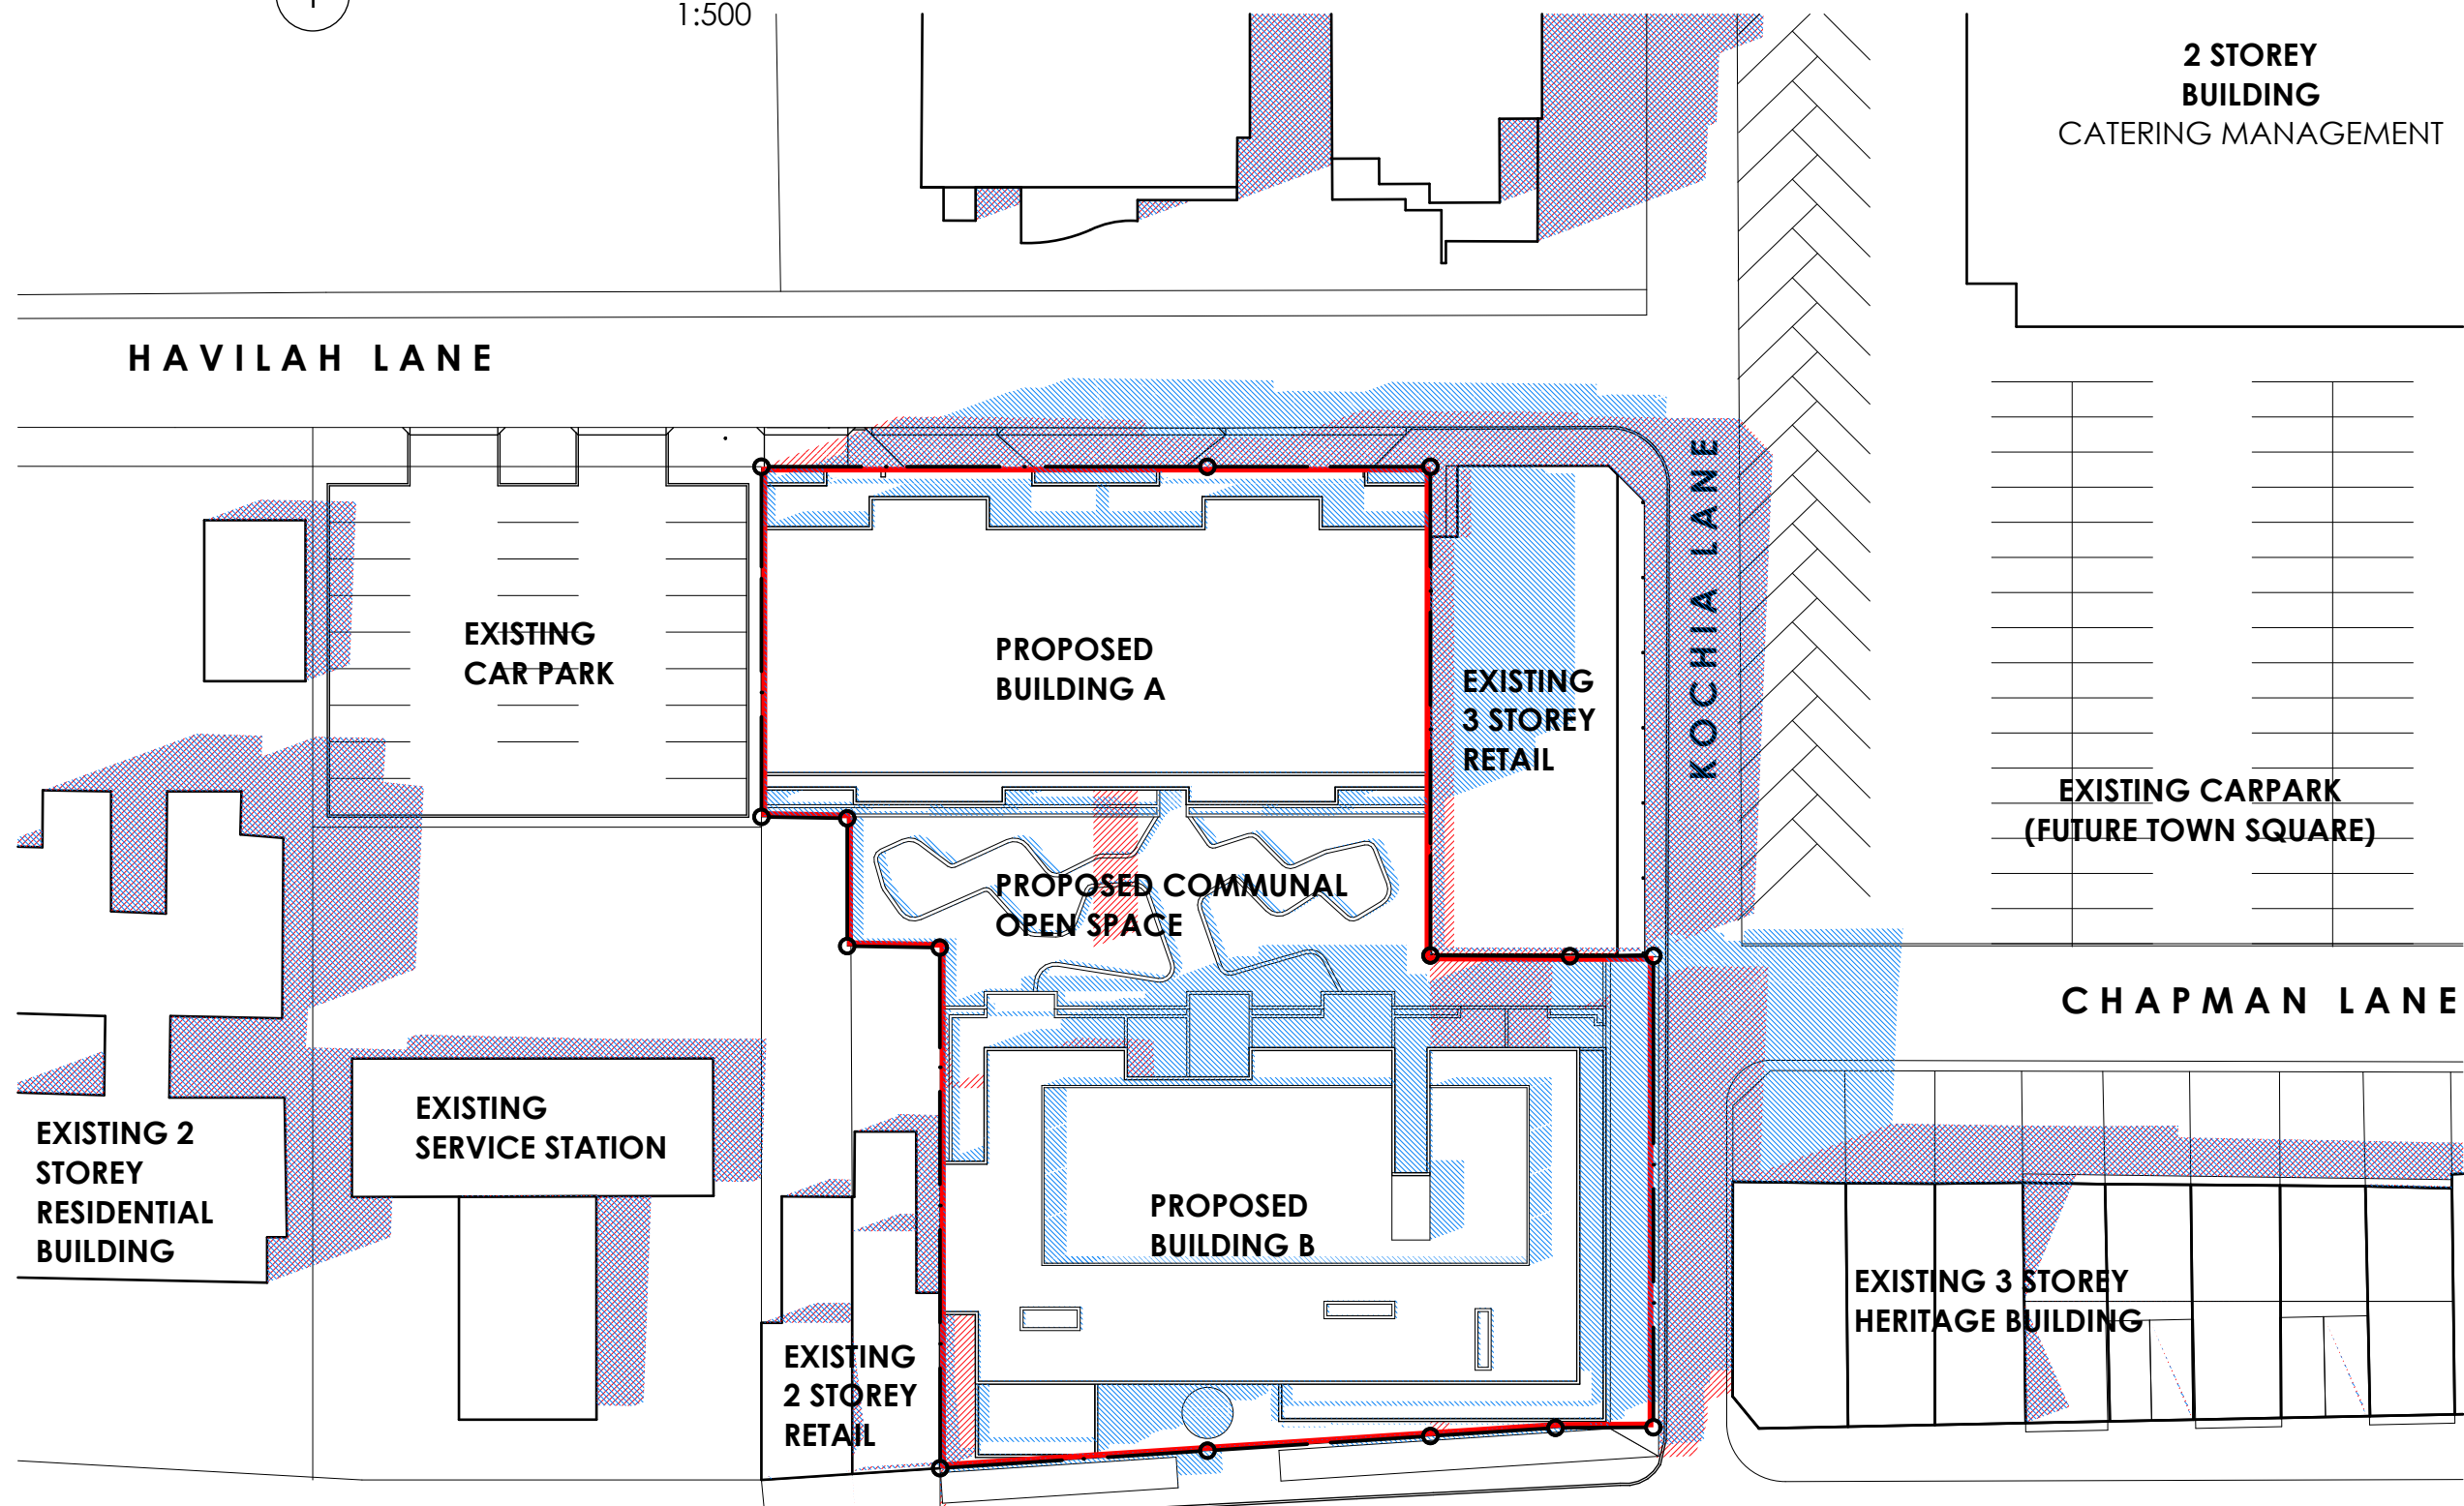 1:500
2 STOREY
BUILDING
CATERING MANAGEMENT
HAVILAH LANE
KOCHIA LANE
EXISTING
CAR PARK
PROPOSED
BUILDING A
EXISTING
3 STOREY
RETAIL
EXISTING CARPARK
(FUTURE TOWN SQUARE)
PROPOSED COMMUNAL
OPEN SPACE
CHAPMAN LANE
EXISTING
SERVICE STATION
EXISTING 2
STOREY
RESIDENTIAL
BUILDING
PROPOSED
BUILDING B
EXISTING 3 STOREY
HERITAGE BUILDING
EXISTING
2 STOREY
RETAIL